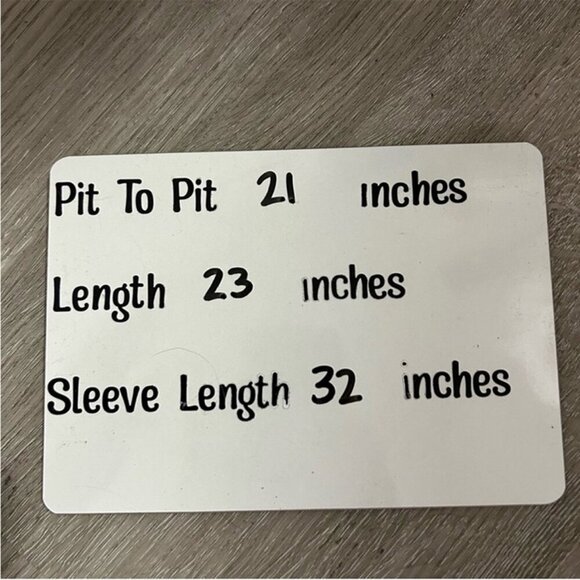 Pit To Pit 21 inches
Length 23 inches
Sleeve Length 32 inches